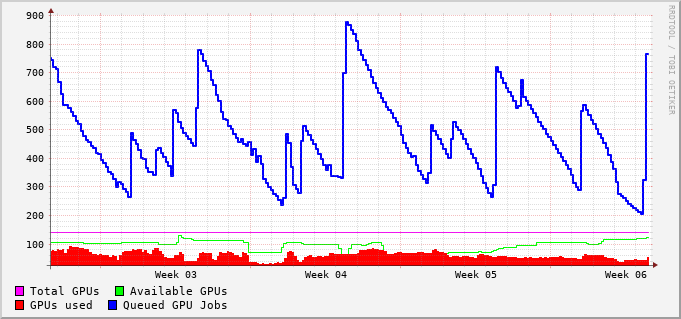 900
800
700
600
500
400
300
200
100
Week 03 Week 04 Week 05 Week 06
Total GPUs Available GPUs
GPUs used Queued GPU Jobs
RRDTOOL / TOBI OETIKER